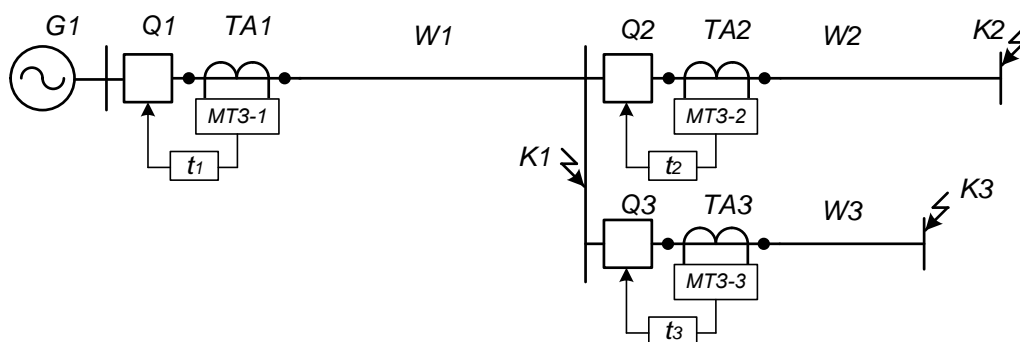 G1 Q1 TA1 W1 Q2 TA2 W2 K2
МТЗ-1 МТЗ-2
t1 t2
K1
Q3 TA3 W3 K3
МТЗ-3
t3